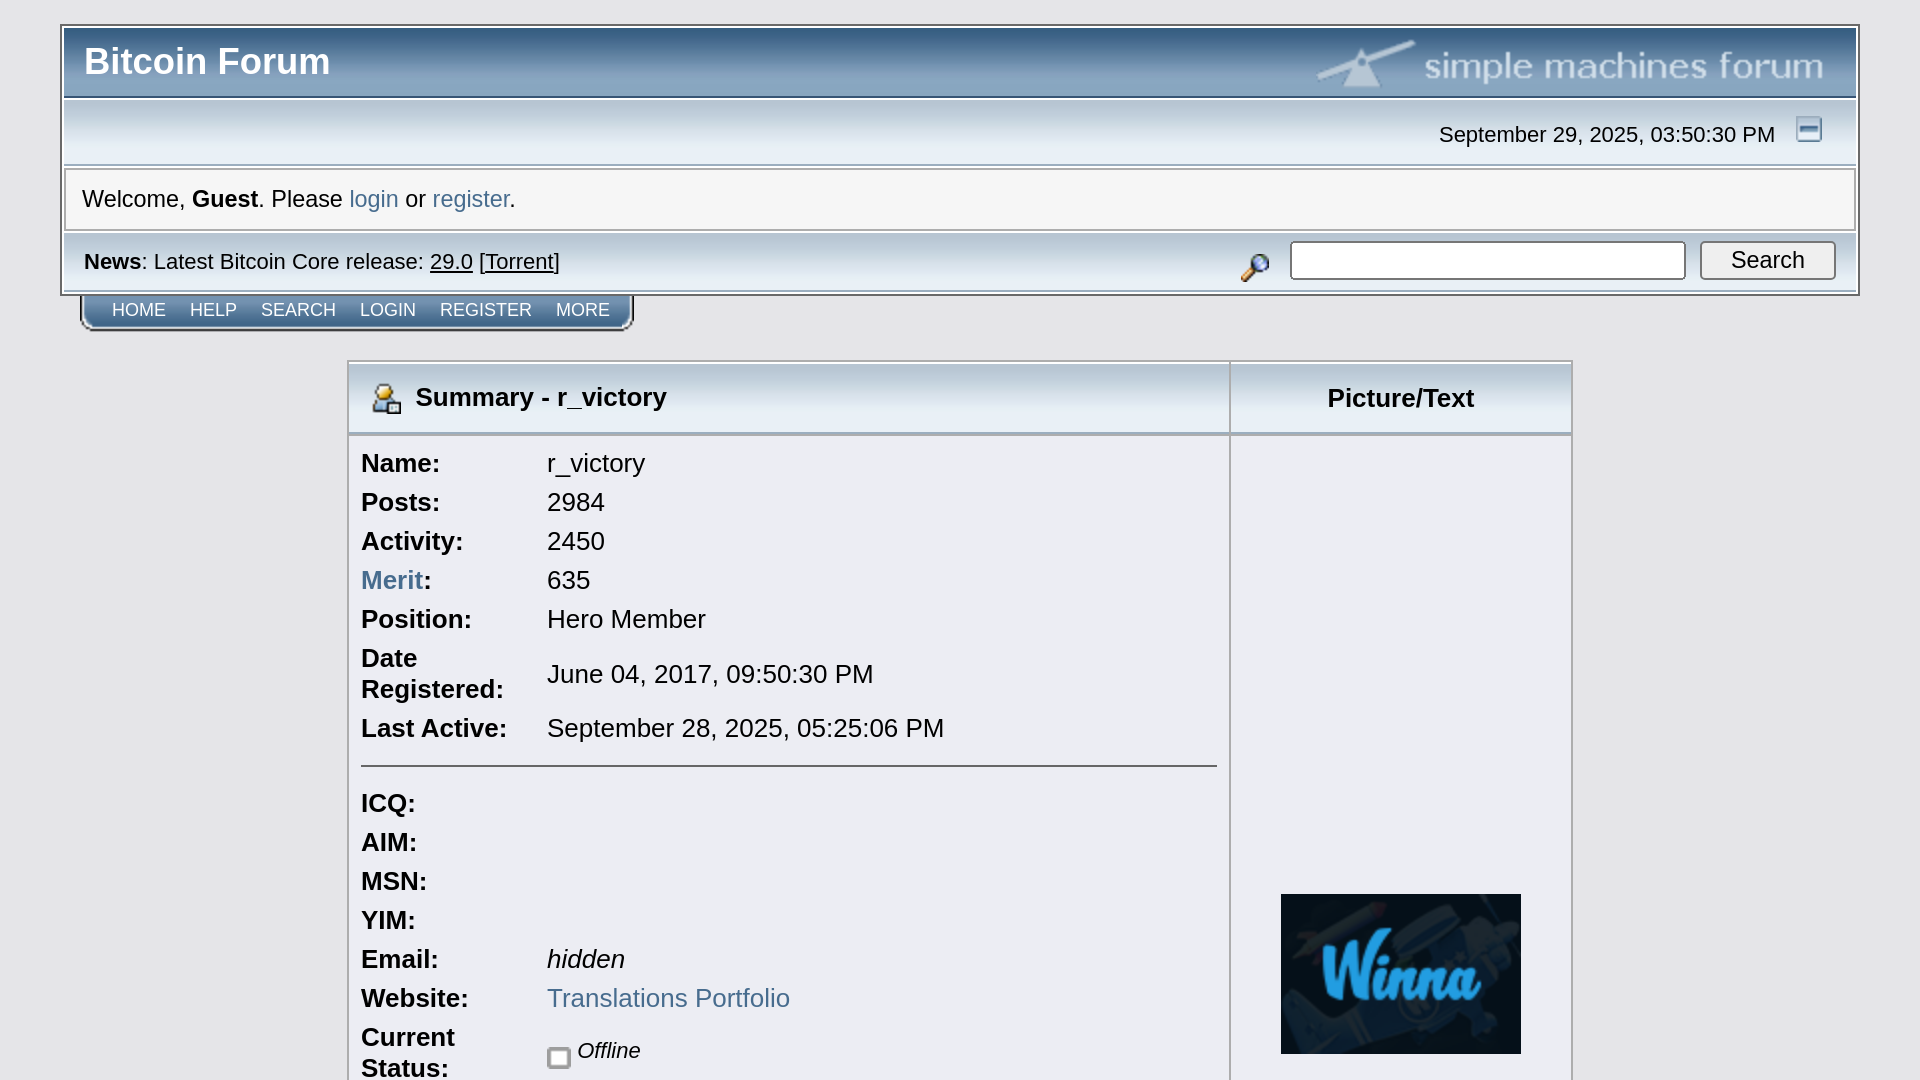 Bitcoin Forum
simple machines forum
September 29, 2025, 03:50:30 PM
Welcome, Guest. Please login or register.
News: Latest Bitcoin Core release: 29.0 [Torrent]
Search
HOME HELP SEARCH LOGIN REGISTER MORE
Summary - r_victory
Picture/Text
Name: r_victory
Posts: 2984
Activity: 2450
Merit: 635
Position: Hero Member
Date
Registered: June 04, 2017, 09:50:30 PM
Last Active: September 28, 2025, 05:25:06 PM
ICQ:
AIM:
MSN:
YIM:
Email: hidden
Website: Translations Portfolio
Winna
Current
Status: Offline